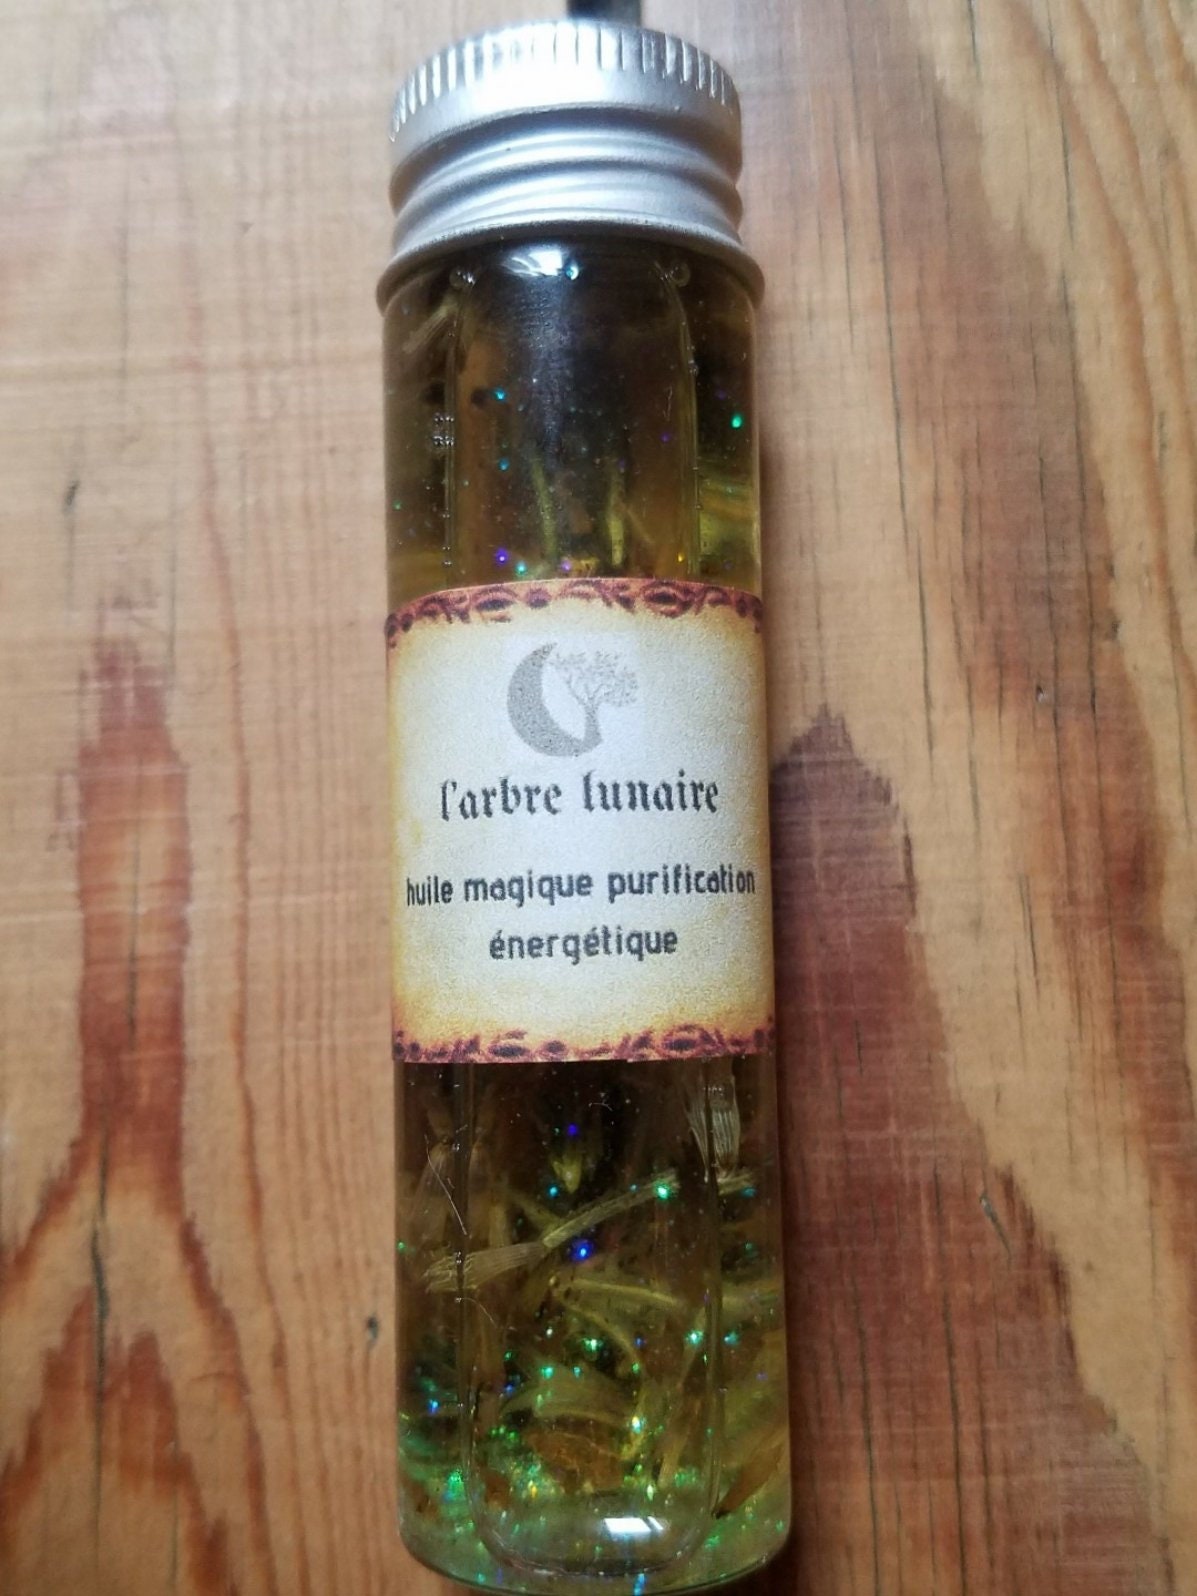 l'arbre lunaire
huile magique purification
énergétique